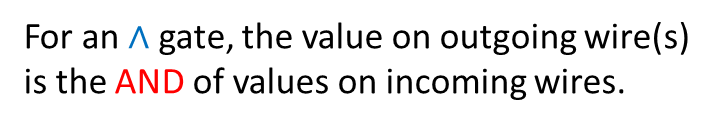 For an ∧ gate, the value on outgoing wire(s)
is the AND of values on incoming wires.